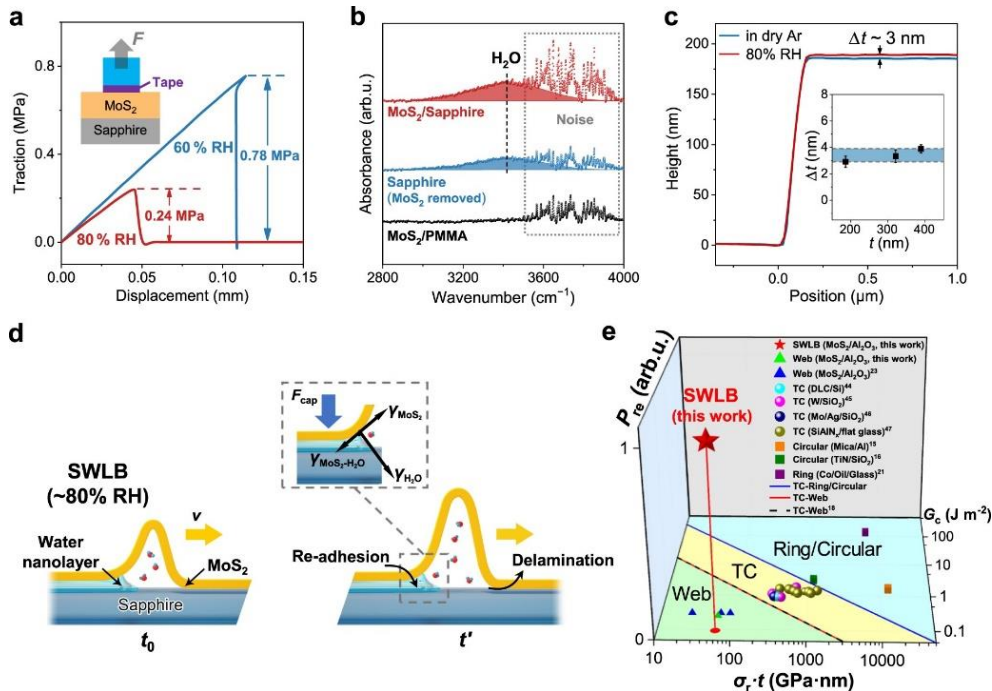 a
F
Tape
MoS₂
Sapphire
Traction (MPa)
0.8
0.4
0.0
60 % RH
0.78 MPa
80 % RH
0.24 MPa
0.00 0.05 0.10 0.15
Displacement (mm)
b
Absorbance (arb.u.)
H₂O
MoS₂/Sapphire
Noise
Sapphire
(MoS₂ removed)
MoS₂/PMMA
2800 3200 3600 4000
Wavenumber (cm⁻¹)
c
Height (nm)
200
150
100
50
0
in dry Ar
80% RH
Δt ~ 3 nm
Δt (nm)
8
6
4
2
0
200 300 400
t (nm)
0.0 0.5 1.0
Position (μm)
d
SWLB
(~80% RH)
v
Water
nanolayer
MoS₂
Sapphire
t₀
F_cap
γ_MoS₂
γ_MoS₂-H₂O
γ_H₂O
Re-adhesion
Delamination
t'
e
P_re (arb.u.)
1
0
SWLB
(this work)
SWLB (MoS₂/Al₂O₃, this work)
Web (MoS₂/Al₂O₃, this work)
Web (MoS₂/Al₂O₃)²³
TC (DLC/Si)⁴⁴
TC (W/SiO₂)⁴⁵
TC (Mo/Ag/SiO₂)⁴⁶
TC (SiAlNₓ/flat glass)⁴⁷
Circular (Mica/Al)¹⁵
Circular (TiN/SiO₂)¹⁶
Ring (Co/Oil/Glass)²¹
TC-Ring/Circular
TC-Web
TC-Web¹⁸
G_c (J m⁻²)
100
10
1
0.1
Ring/Circular
TC
Web
10 100 1000 10000
σᵣ·t (GPa·nm)